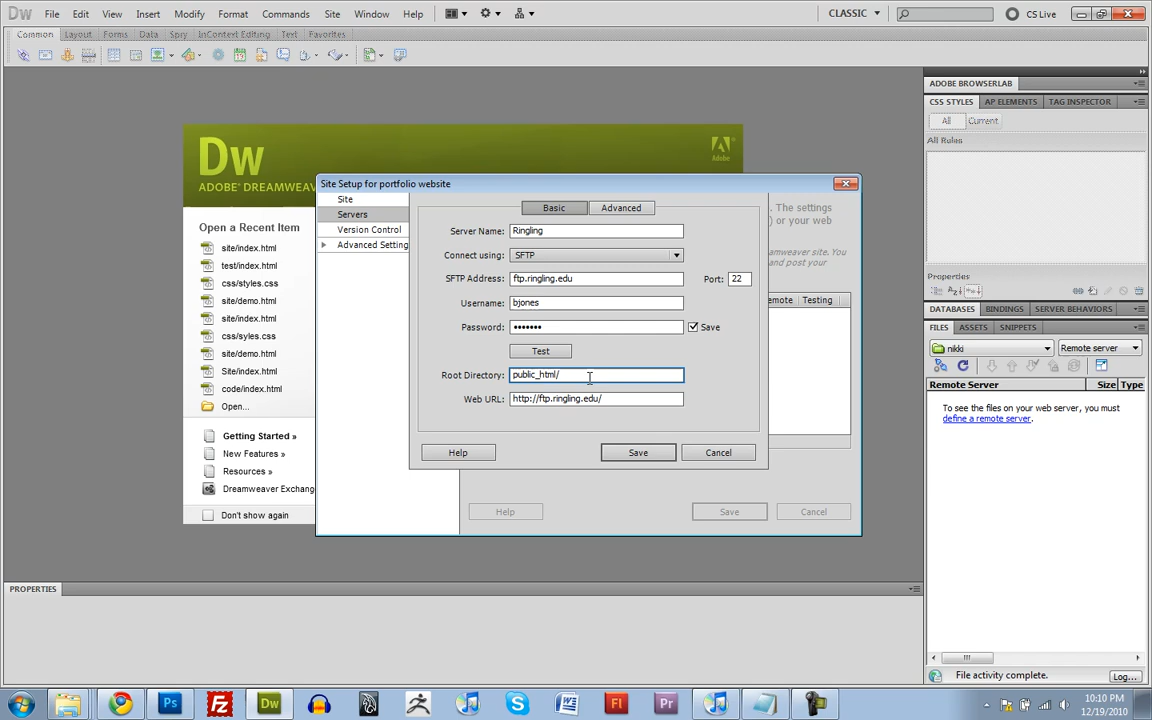 Dw File Edit View Insert Modify Format Commands Site Window Help CLASSIC CS Live
Common Layout Forms Data Spry InContext Editing Text Favorites
Dw
ADOBE® DREAMWEAV
Adobe
Open a Recent Item
site/index.html
test/index.html
css/styles.css
site/demo.html
site/index.html
css/syles.css
site/demo.html
Site/index.html
code/index.html
Open...
Getting Started »
New Features »
Resources »
Dreamweaver Exchan
Don't show again
Site Setup for portfolio website
Site
Servers
Version Control
Advanced Setting
The settings
) or your web
mweaver site. You
and post your
emote Testing
Basic Advanced
Server Name: Ringling
Connect using: SFTP
SFTP Address: ftp.ringling.edu Port: 22
Username: bjones
Password: ••••••• Save
Test
Root Directory: public_html/
Web URL: http://ftp.ringling.edu/
Help Save Cancel
Help Save Cancel
ADOBE BROWSERLAB
CSS STYLES AP ELEMENTS TAG INSPECTOR
All Current
All Rules
Properties
DATABASES BINDINGS SERVER BEHAVIORS
FILES ASSETS SNIPPETS
nikki Remote server
Remote Server Size Type
To see the files on your web server, you must
define a remote server.
File activity complete. Log...
PROPERTIES
Ps Fz Dw W Fl Pr
10:10 PM
12/19/2010